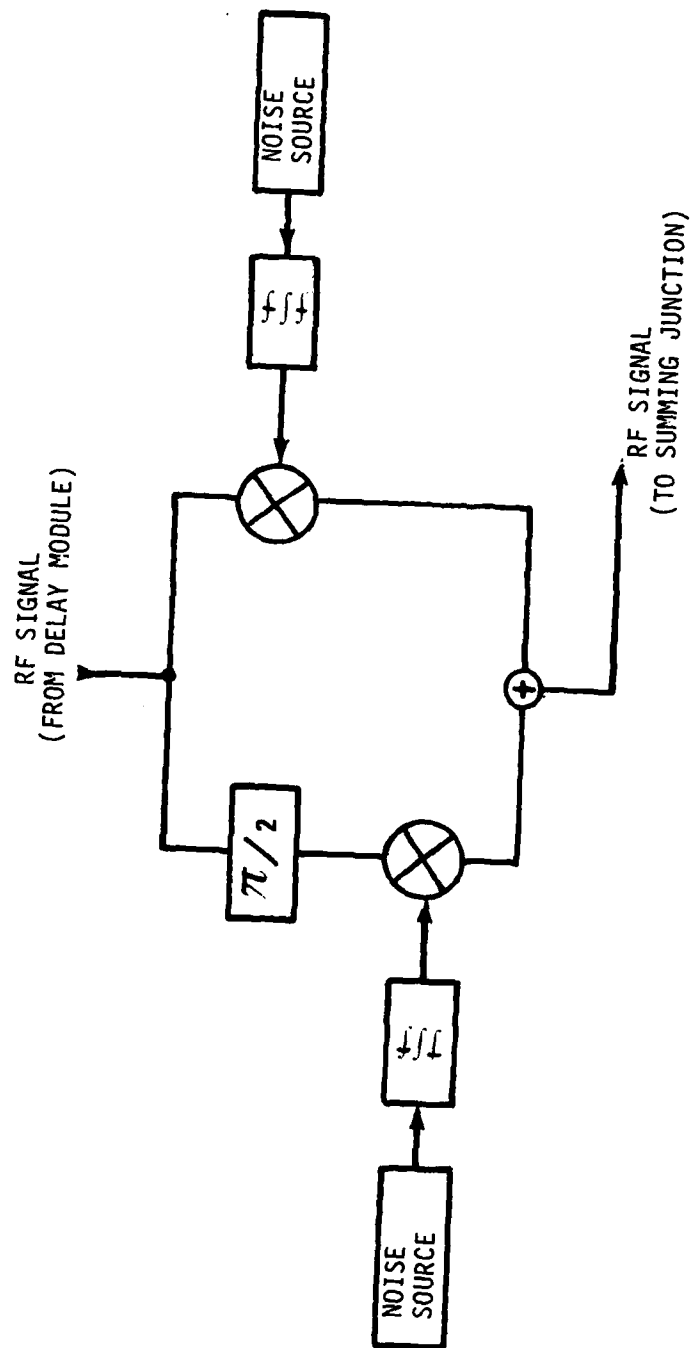 RF SIGNAL
(FROM DELAY MODULE)
NOISE
SOURCE
π/2
NOISE
SOURCE
+
RF SIGNAL
(TO SUMMING JUNCTION)